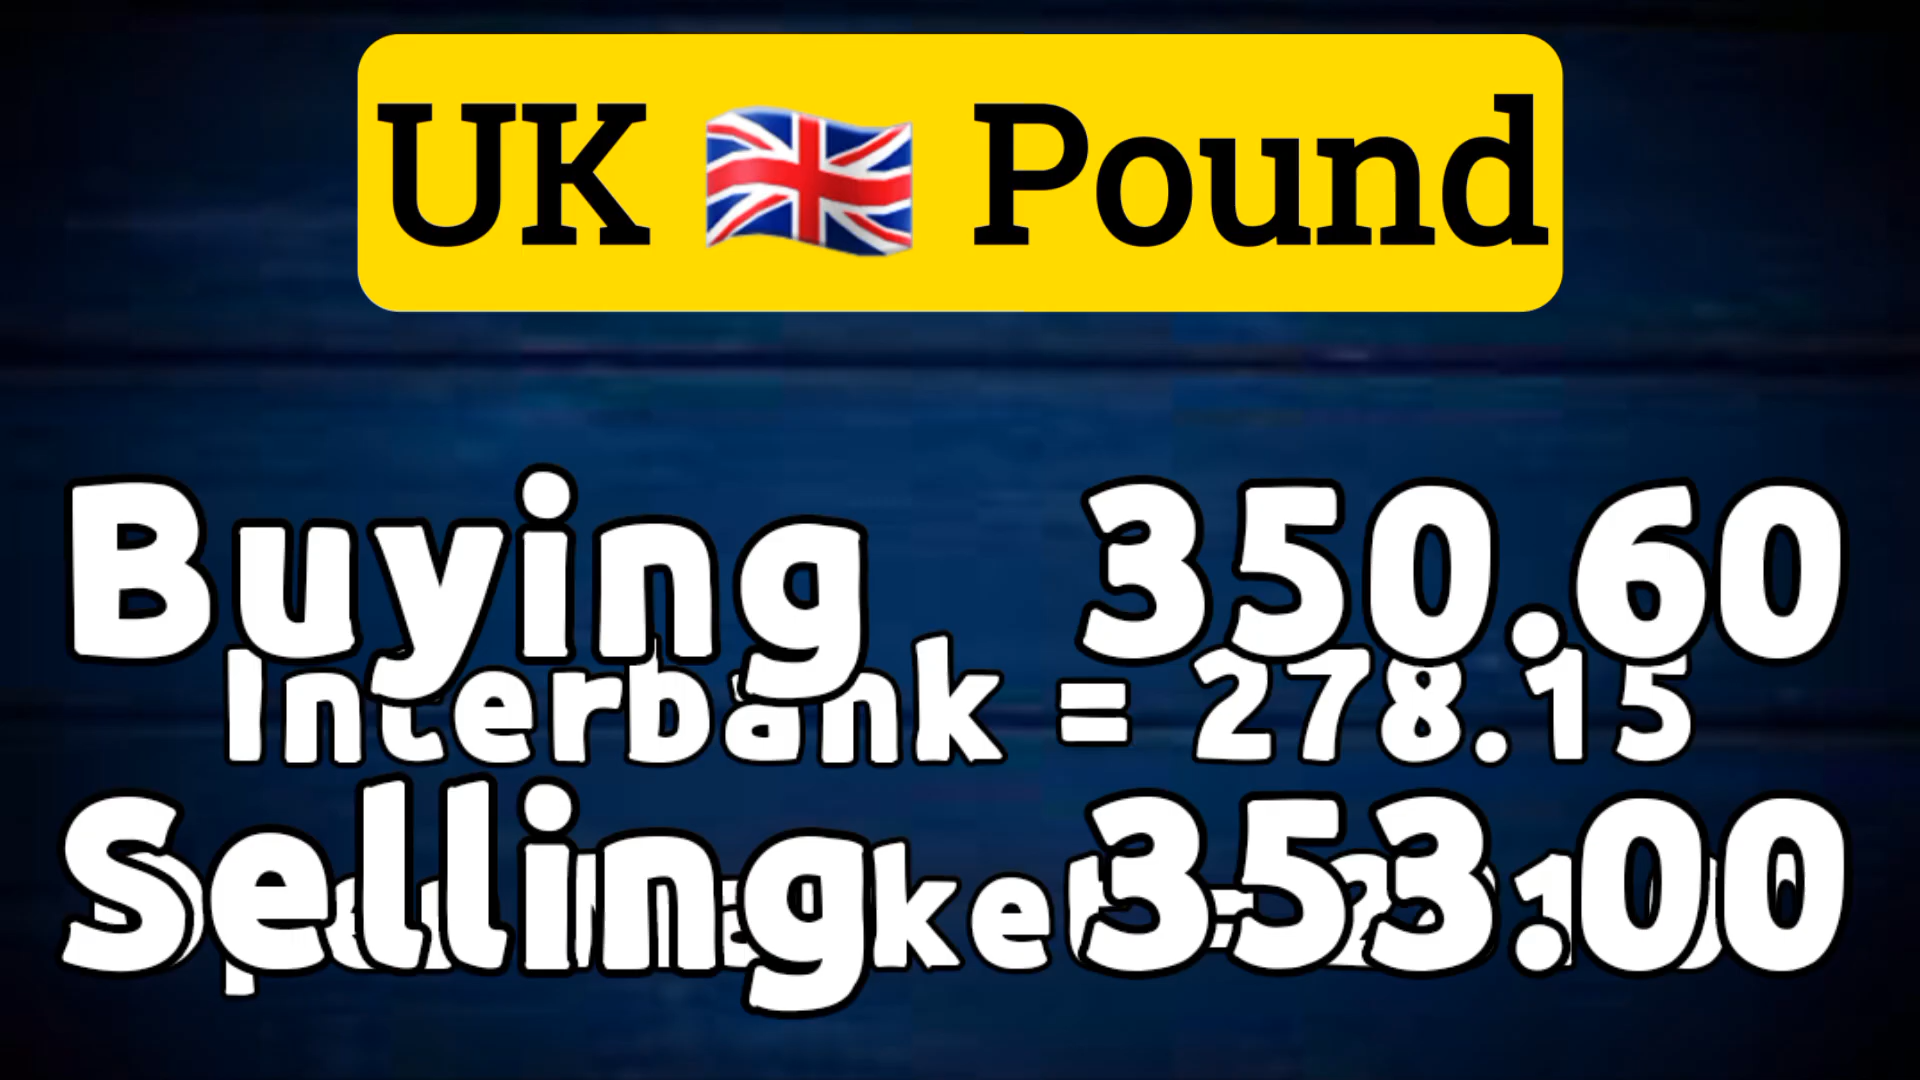 UK 🇬🇧 Pound
Buying 350.60
Interbank = 278.15
Selling 353.00